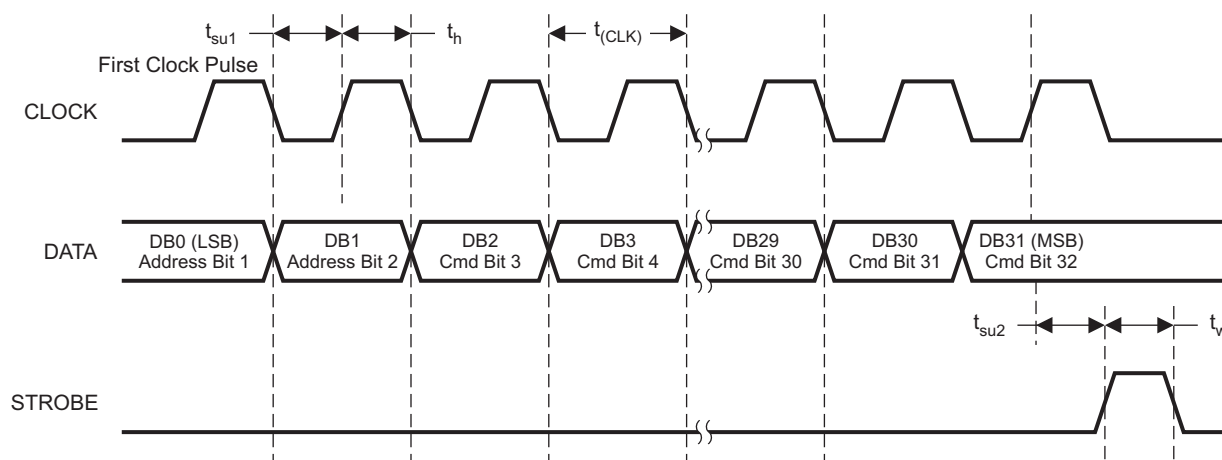 t_su1
t_h
t_(CLK)
First Clock Pulse
CLOCK
DATA
DB0 (LSB)
Address Bit 1
DB1
Address Bit 2
DB2
Cmd Bit 3
DB3
Cmd Bit 4
DB29
Cmd Bit 30
DB30
Cmd Bit 31
DB31 (MSB)
Cmd Bit 32
t_su2
t_w
STROBE